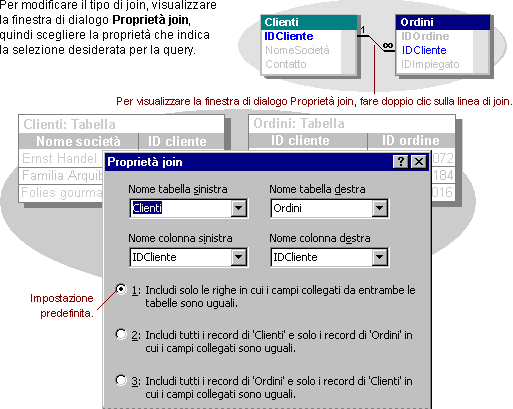 Per modificare il tipo di join, visualizzare
la finestra di dialogo Proprietà join,
quindi scegliere la proprietà che indica
la selezione desiderata per la query.
Clienti
IDCliente
NomeSocietà
Contatto
1
∞
Ordini
IDOrdine
IDCliente
IDImpiegato
Per visualizzare la finestra di dialogo Proprietà join, fare doppio clic sulla linea di join.
Clienti: Tabella
Nome società ID cliente
Ernst Handel
Familia Arquib
Folies gourma
Ordini: Tabella
ID cliente ID ordine
072
184
016
Proprietà join
Nome tabella sinistra Nome tabella destra
Clienti Ordini
Nome colonna sinistra Nome colonna destra
IDCliente IDCliente
Impostazione
predefinita.
1: Includi solo le righe in cui i campi collegati da entrambe le
tabelle sono uguali.
2: Includi tutti i record di 'Clienti' e solo i record di 'Ordini' in
cui i campi collegati sono uguali.
3: Includi tutti i record di 'Ordini' e solo i record di 'Clienti' in
cui i campi collegati sono uguali.